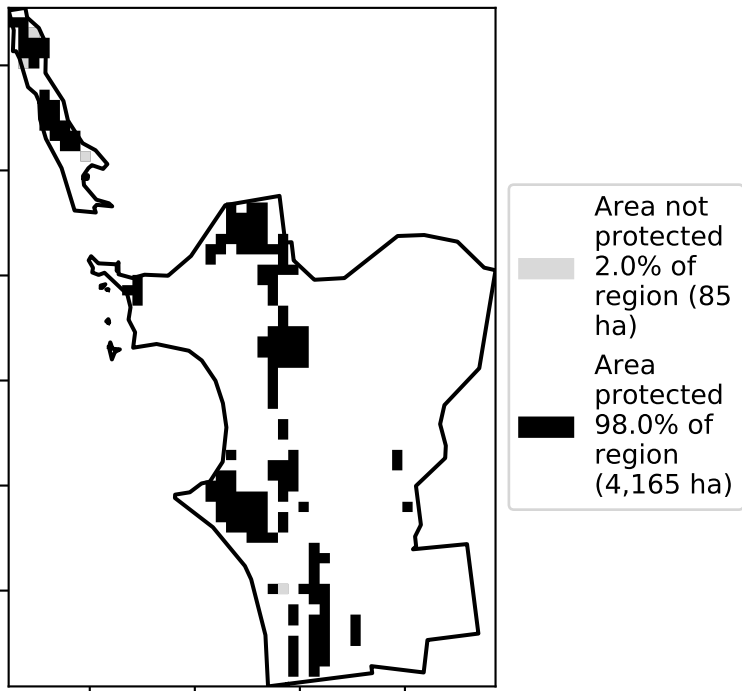 Area not
protected
2.0% of
region (85
ha)
Area
protected
98.0% of
region
(4,165 ha)